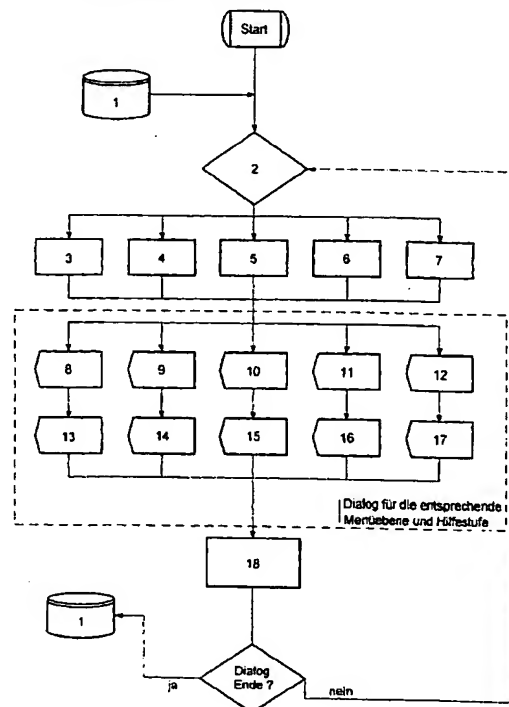 Start
1
2
3 4 5 6 7
8 9 10 11 12
13 14 15 16 17
Dialog für die entsprechende
Menüebene und Hilfestufe
18
1
Dialog
Ende ?
ja
nein